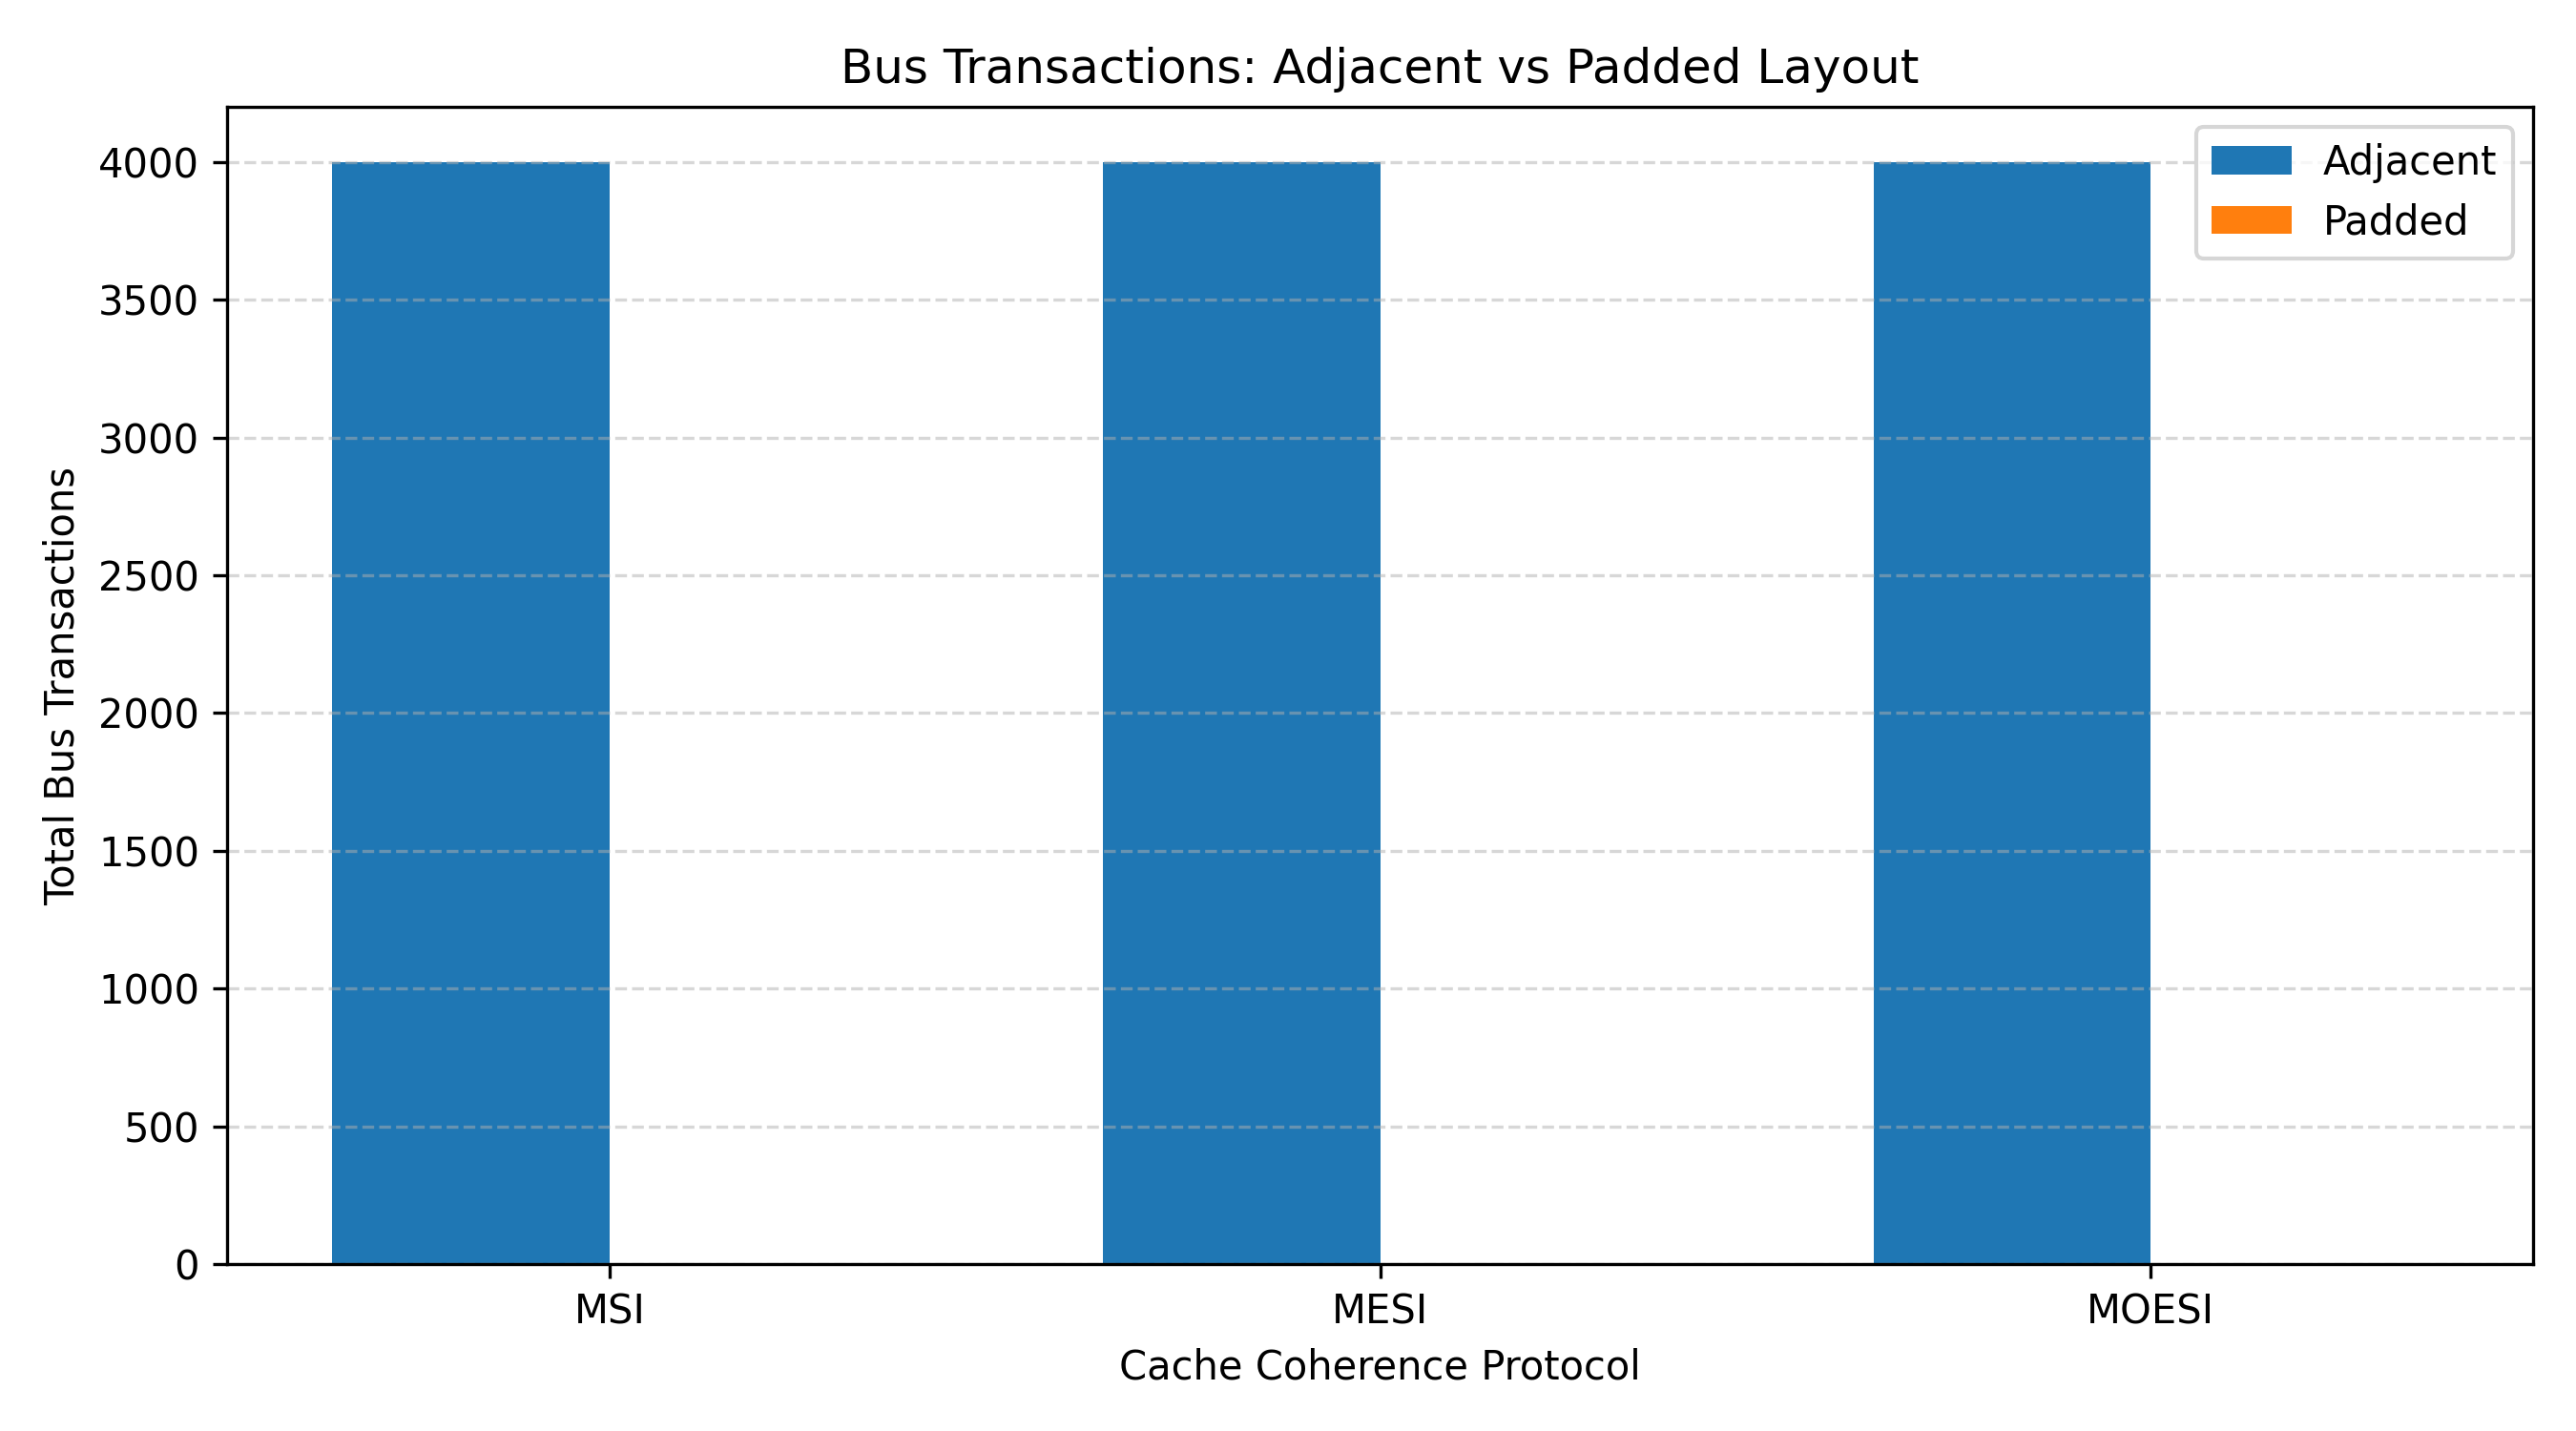 Bus Transactions: Adjacent vs Padded Layout
Adjacent
Padded
Total Bus Transactions
4000
3500
3000
2500
2000
1500
1000
500
0
MSI
MESI
MOESI
Cache Coherence Protocol